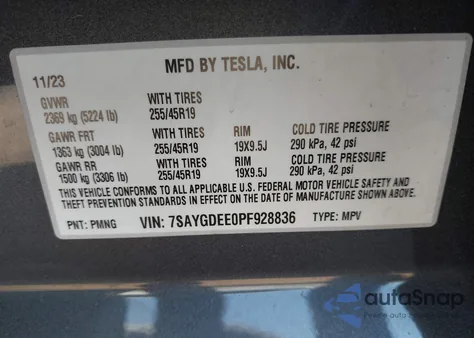 MFD BY TESLA, INC.
11/23
GVWR WITH TIRES
2369 kg (5224 lb) 255/45R19
GAWR FRT WITH TIRES RIM COLD TIRE PRESSURE
1363 kg (3004 lb) 255/45R19 19X9.5J 290 kPa, 42 psi
GAWR RR WITH TIRES RIM COLD TIRE PRESSURE
1500 kg (3306 lb) 255/45R19 19X9.5J 290 kPa, 42 psi
THIS VEHICLE CONFORMS TO ALL APPLICABLE U.S. FEDERAL MOTOR VEHICLE SAFETY AND
THEFT PREVENTION STANDARDS IN EFFECT ON THE DATE OF MANUFACTURE SHOWN ABOVE.
PNT: PMNG VIN: 7SAYGDEE0PF928836 TYPE: MPV
autoSnap